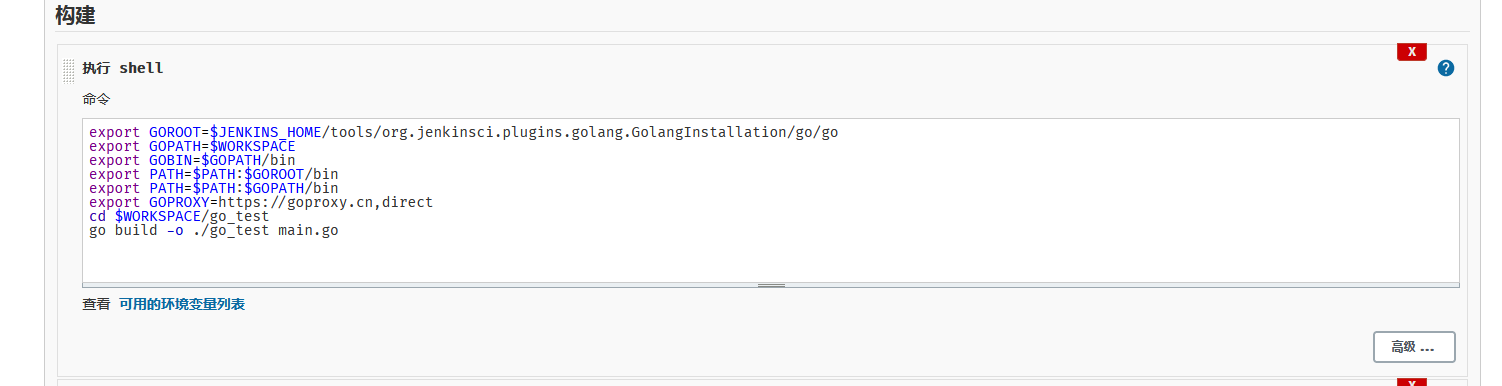 构建
X
执行 shell
?
命令
export GOROOT=$JENKINS_HOME/tools/org.jenkinsci.plugins.golang.GolangInstallation/go/go
export GOPATH=$WORKSPACE
export GOBIN=$GOPATH/bin
export PATH=$PATH:$GOROOT/bin
export PATH=$PATH:$GOPATH/bin
export GOPROXY=https://goproxy.cn,direct
cd $WORKSPACE/go_test
go build -o ./go_test main.go
查看 可用的环境变量列表
高级 ...
X